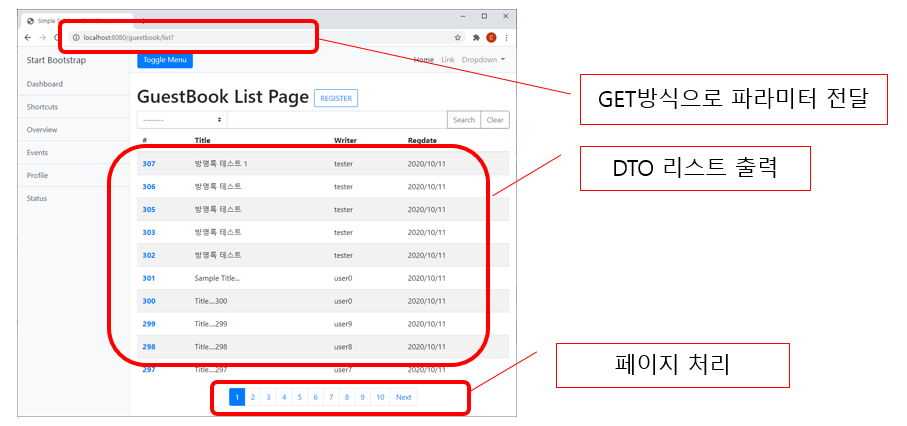 Simple S
localhost:8080/guestbook/list?
Start Bootstrap
Toggle Menu
Home Link Dropdown
Dashboard
Shortcuts
Overview
Events
Profile
Status
GuestBook List Page REGISTER
------- Search Clear
# Title Writer Regdate
307 방명록 테스트 1 tester 2020/10/11
306 방명록 테스트 tester 2020/10/11
305 방명록 테스트 tester 2020/10/11
303 방명록 테스트 tester 2020/10/11
302 방명록 테스트 tester 2020/10/11
301 Sample Title... user0 2020/10/11
300 Title....300 user0 2020/10/11
299 Title....299 user9 2020/10/11
298 Title....298 user8 2020/10/11
297 Title....297 user7 2020/10/11
1 2 3 4 5 6 7 8 9 10 Next
GET방식으로 파라미터 전달
DTO 리스트 출력
페이지 처리